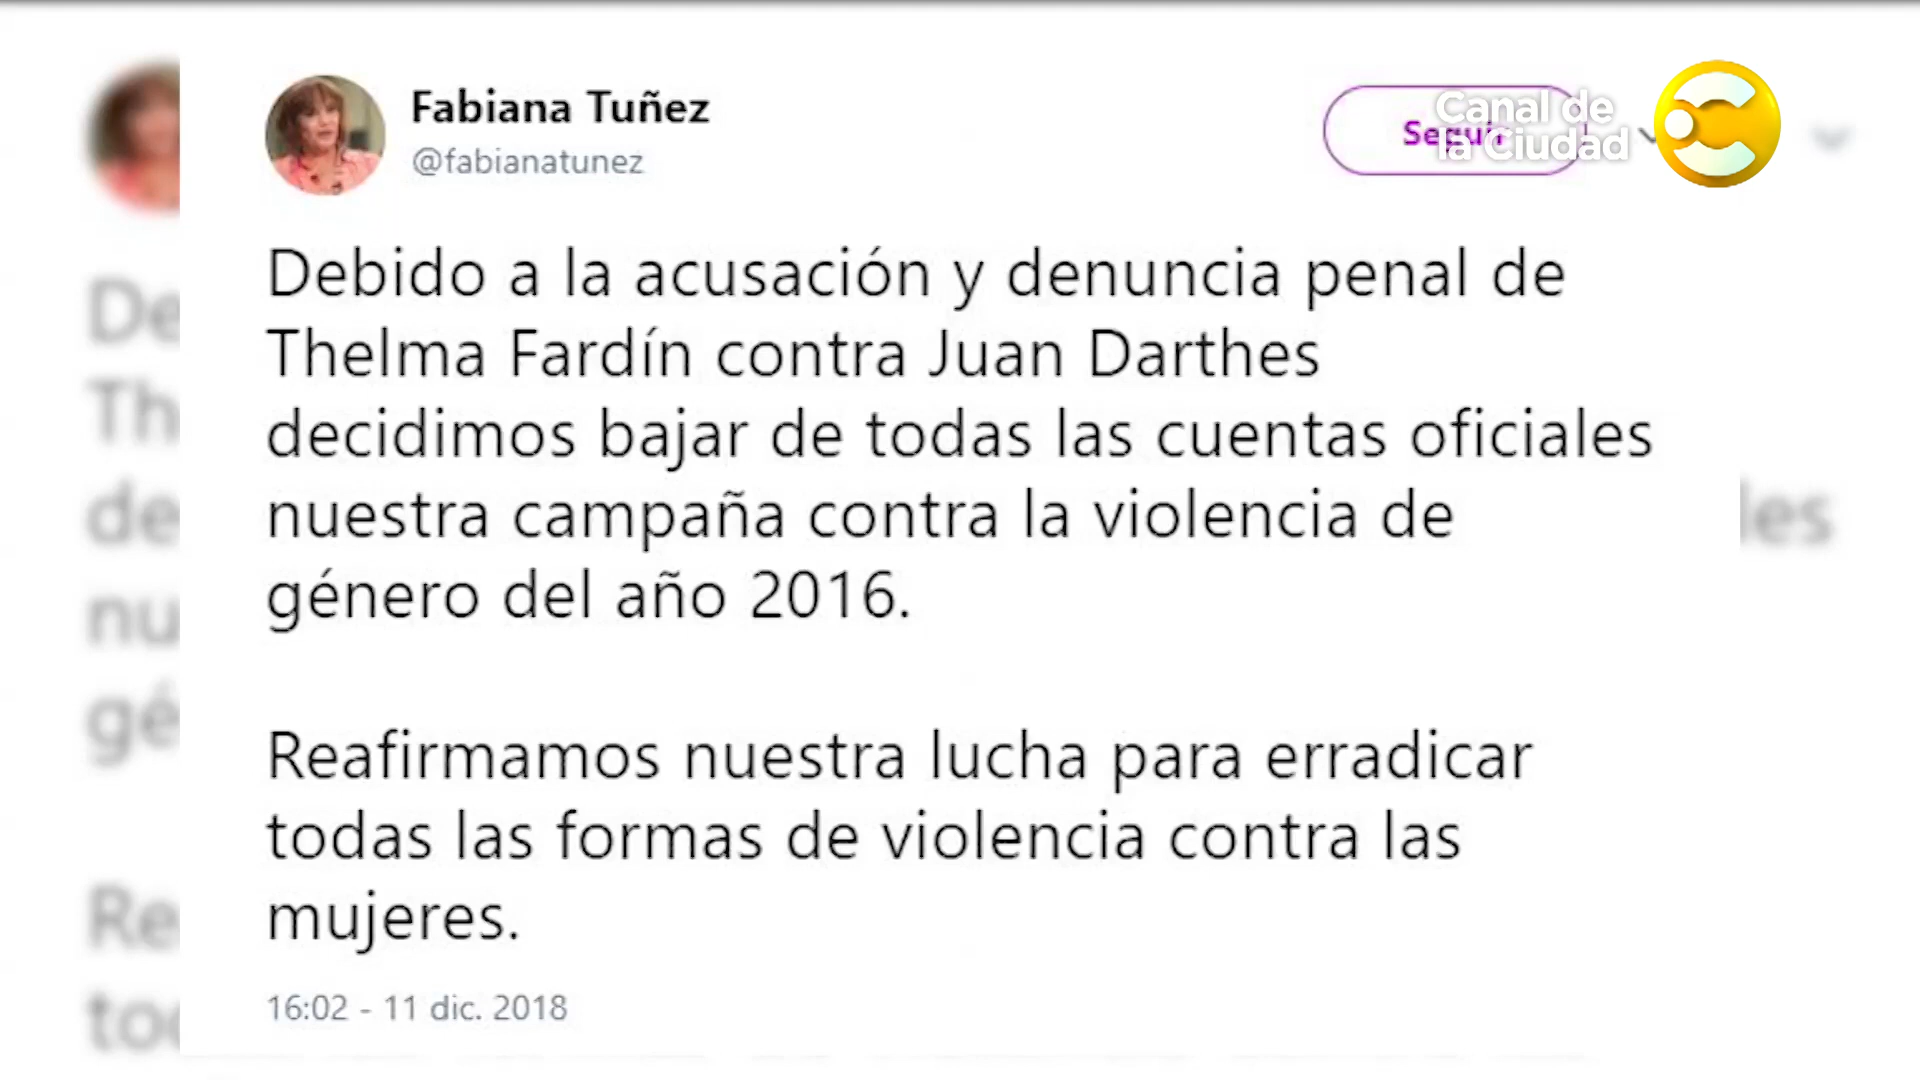 Fabiana Tuñez
@fabianatunez
Seguir
Canal de
la Ciudad
Debido a la acusación y denuncia penal de
Thelma Fardín contra Juan Darthes
decidimos bajar de todas las cuentas oficiales
nuestra campaña contra la violencia de
género del año 2016.
Reafirmamos nuestra lucha para erradicar
todas las formas de violencia contra las
mujeres.
16:02 - 11 dic. 2018